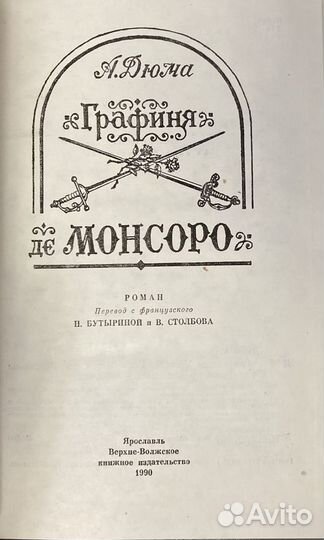 А. Дюма
Графиня
де МОНСОРО
РОМАН
Перевод с французского
Н. БУТЫРИНОЙ и В. СТОЛБОВА
Ярославль
Верхне-Волжское
книжное издательство
1990
Avito